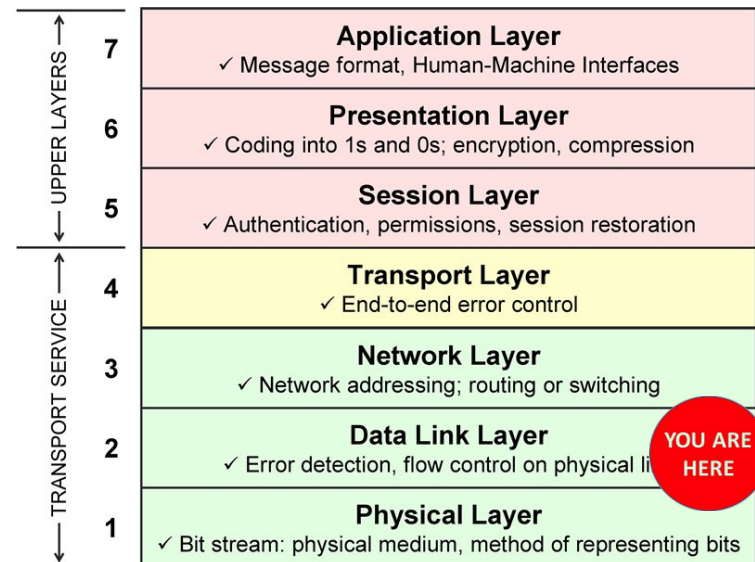 UPPER LAYERS
7
Application Layer
✓ Message format, Human-Machine Interfaces
6
Presentation Layer
✓ Coding into 1s and 0s; encryption, compression
5
Session Layer
✓ Authentication, permissions, session restoration
TRANSPORT SERVICE
4
Transport Layer
✓ End-to-end error control
3
Network Layer
✓ Network addressing; routing or switching
2
Data Link Layer
✓ Error detection, flow control on physical
YOU ARE
HERE
1
Physical Layer
✓ Bit stream: physical medium, method of representing bits